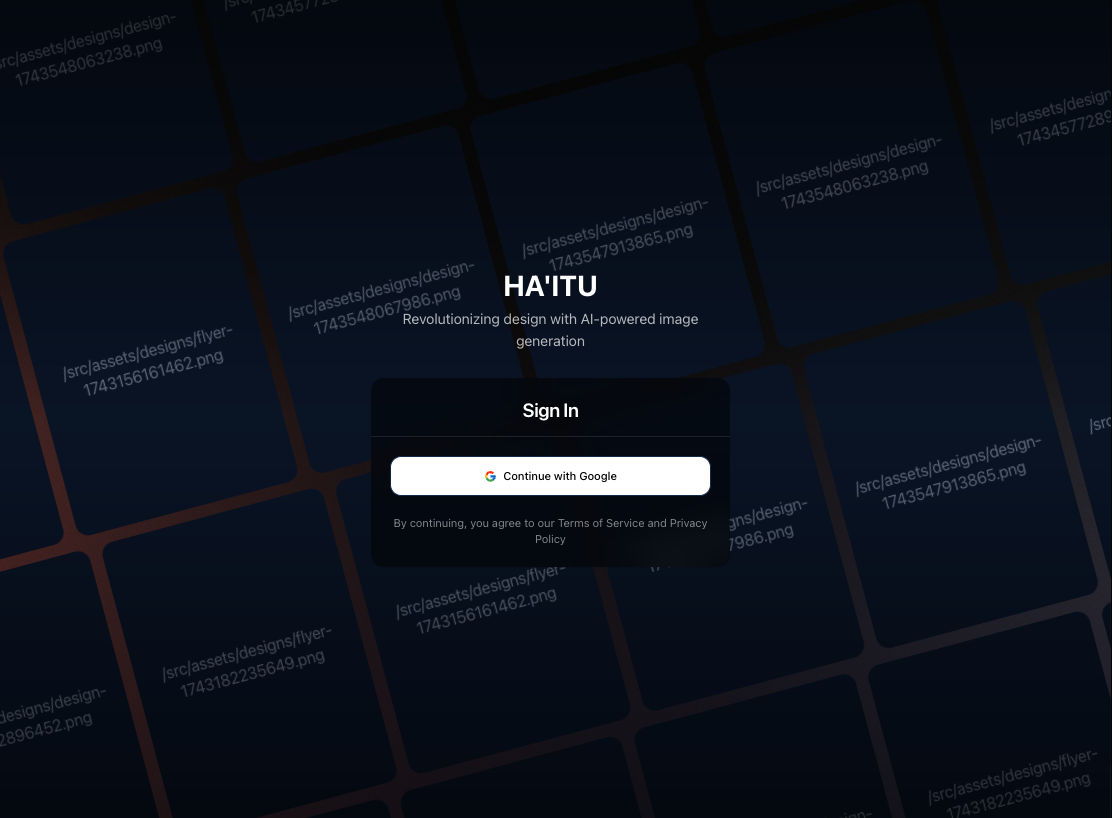 /src/assets/designs/design-
1743548063238.png
/src/assets/designs/design-
1743548063238.png
/src/assets/designs/design-
1743547913865.png
/src/assets/designs/design-
1743548067986.png
/src/assets/designs/flyer-
1743156161462.png
HA'ITU
Revolutionizing design with AI-powered image
generation
Sign In
Continue with Google
By continuing, you agree to our Terms of Service and Privacy
Policy
/src/assets/designs/design-
1743547913865.png
/src/assets/designs/flyer-
1743156161462.png
/src/assets/designs/flyer-
1743182235649.png
/src/assets/designs/flyer-
1743182235649.png